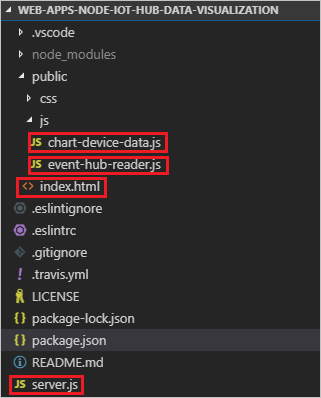 WEB-APPS-NODE-IOT-HUB-DATA-VISUALIZATION
.vscode
node_modules
public
css
js
JS chart-device-data.js
JS event-hub-reader.js
<> index.html
.eslintignore
.eslintrc
.gitignore
! .travis.yml
LICENSE
{} package-lock.json
{} package.json
README.md
JS server.js